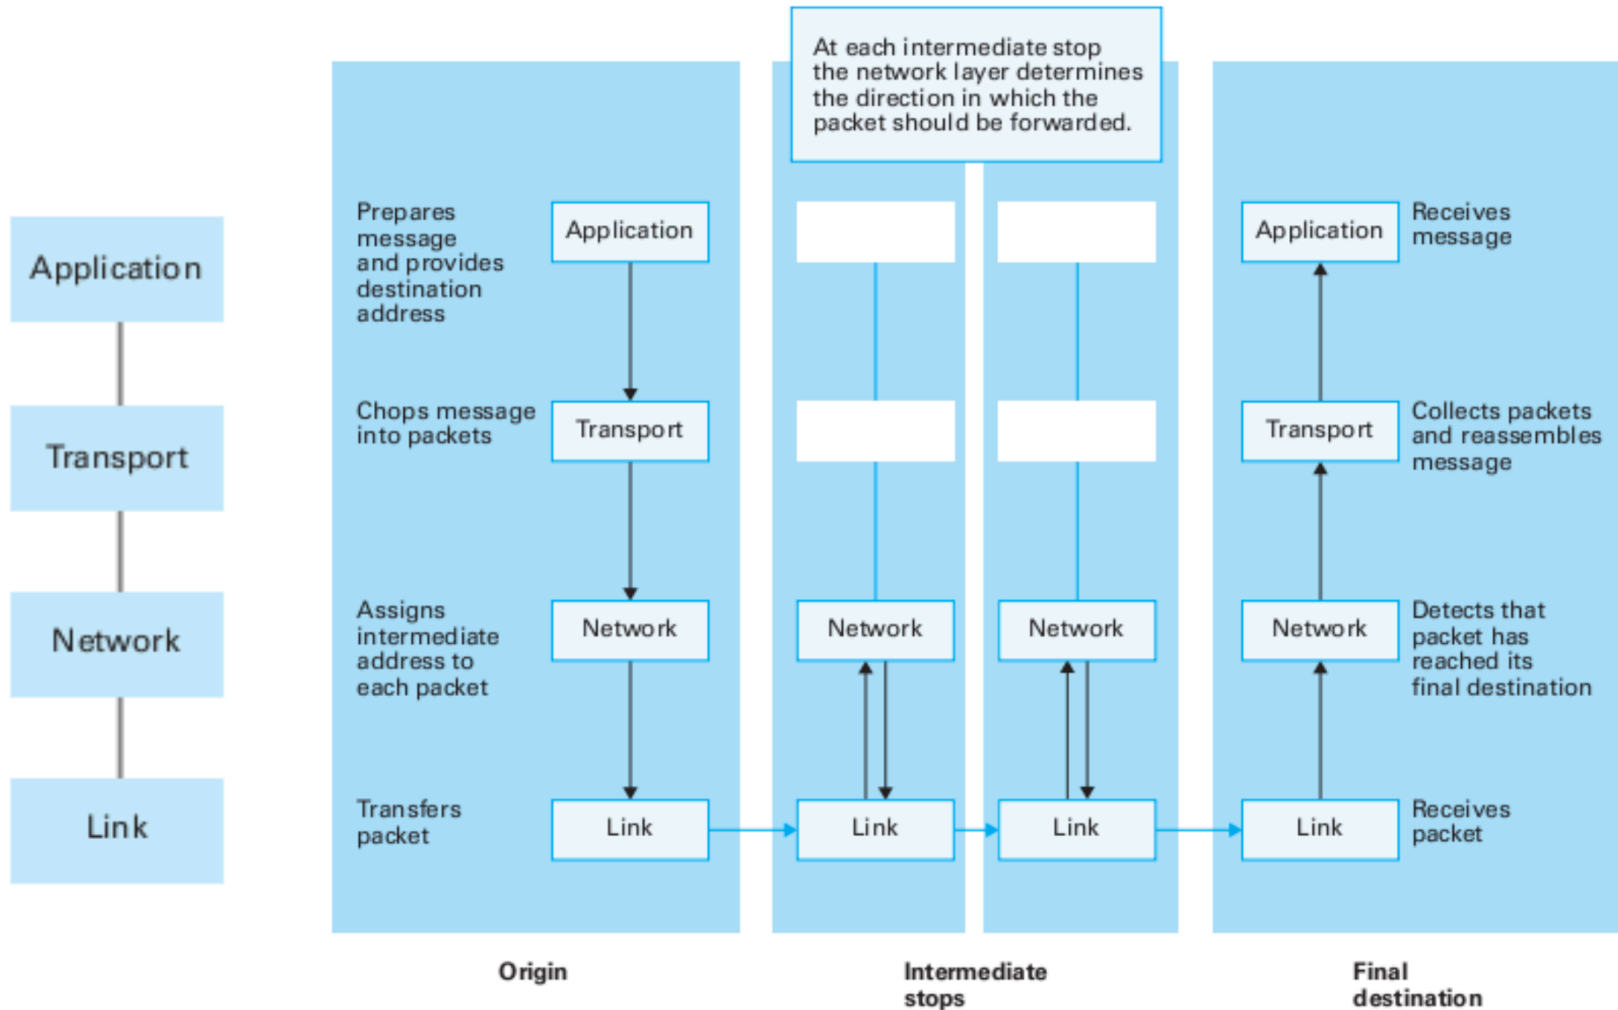 At each intermediate stop
the network layer determines
the direction in which the
packet should be forwarded.
Application
Transport
Network
Link
Prepares
message
and provides
destination
address
Application
Chops message
into packets
Transport
Assigns
intermediate
address to
each packet
Network
Transfers
packet
Link
Network
Link
Network
Link
Application
Receives
message
Transport
Collects packets
and reassembles
message
Network
Detects that
packet has
reached its
final destination
Link
Receives
packet
Origin
Intermediate
stops
Final
destination